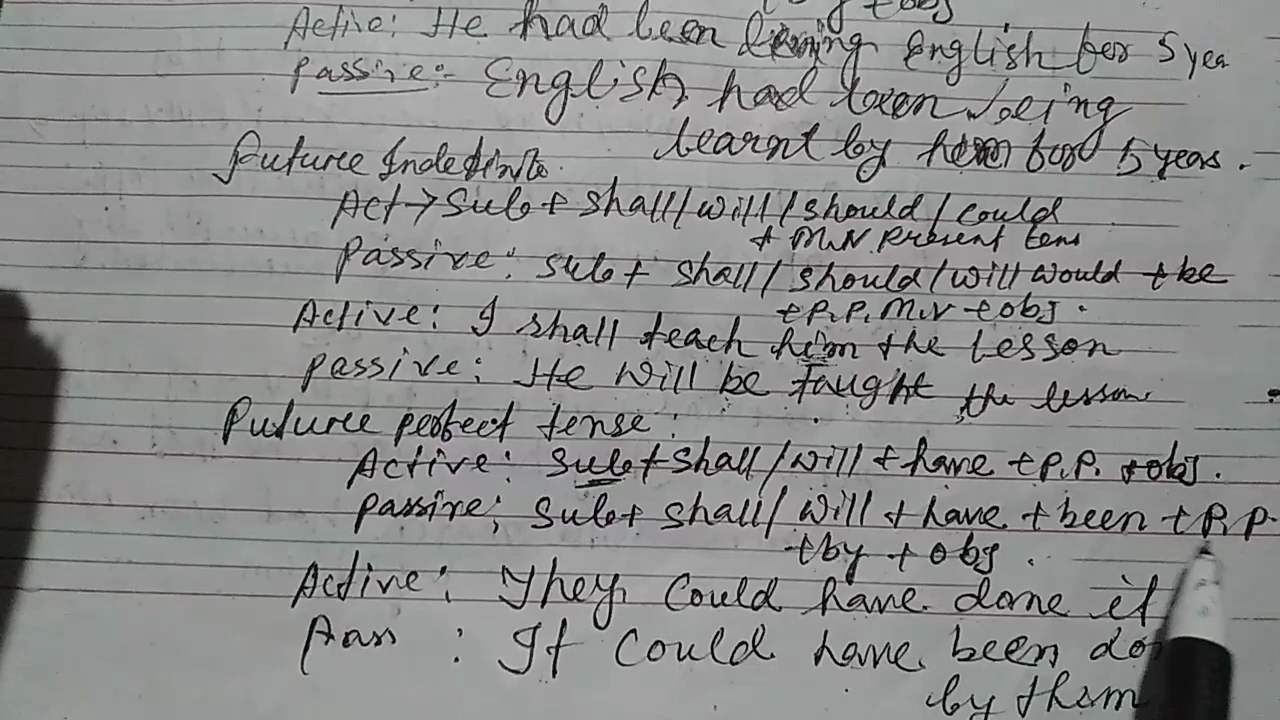 Active: He had been lerning English for 5 yea
Passive:- English had been being
learnt by him for 5 years.
Future Indefinite.
Act→Sub+shall/will/should/could
+ M.V present tens
Passive: sub+ shall/should/will would +be
+P.P. M.V +obj.
Active: I shall teach him the Lesson
passive: He will be taught the lesson
Future perfect tense:
Active: sub+shall/will+have+P.P. +obj.
passive: sub+ shall/ will + have + been +P.P.
+by + obj.
Active: They could have done it
Pass : It could have been do
by them